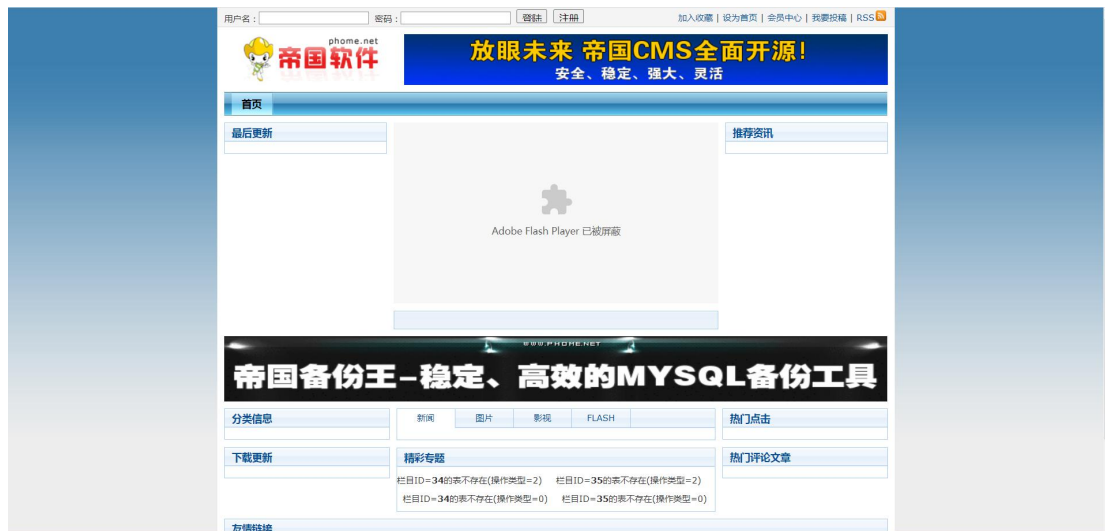 用户名： 密码： 登陆 注册 加入收藏 | 设为首页 | 会员中心 | 我要投稿 | RSS
phome.net
帝国软件
放眼未来 帝国CMS全面开源！
安全、稳定、强大、灵活
首页
最后更新
Adobe Flash Player 已被屏蔽
推荐资讯
WWW.PHOME.NET
帝国备份王-稳定、高效的MYSQL备份工具
分类信息
新闻 图片 影视 FLASH
热门点击
下载更新
精彩专题
栏目ID=34的表不存在(操作类型=2) 栏目ID=35的表不存在(操作类型=2)
栏目ID=34的表不存在(操作类型=0) 栏目ID=35的表不存在(操作类型=0)
热门评论文章
友情链接